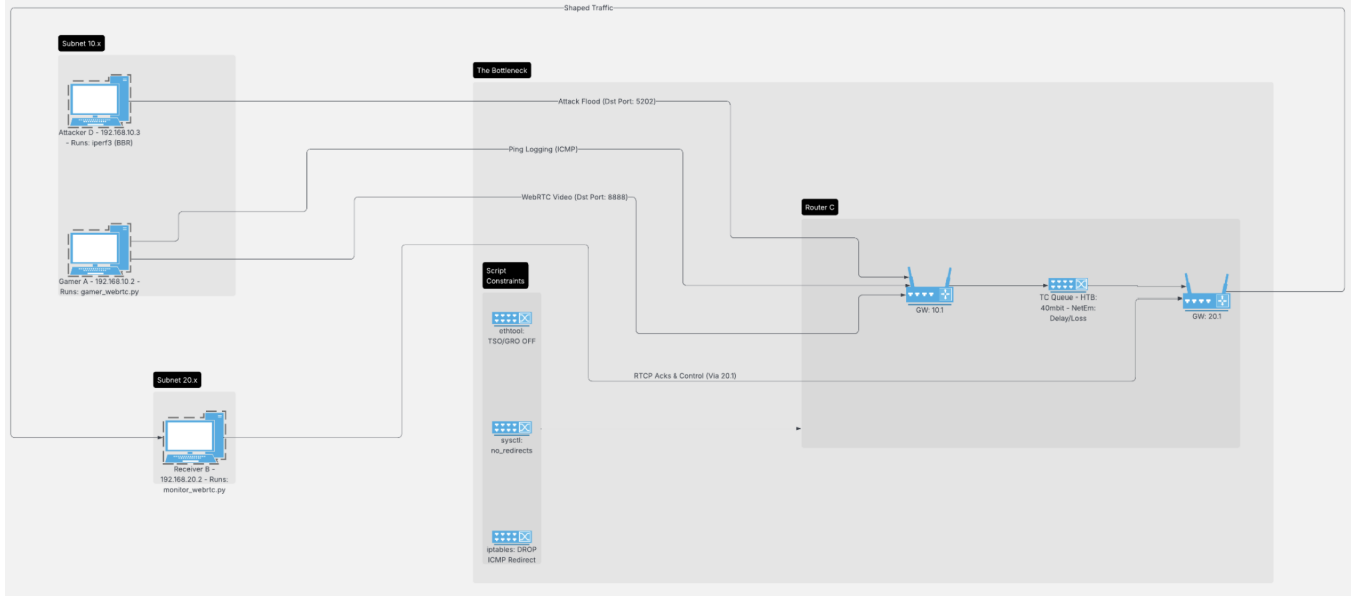 Shaped Traffic
Subnet 10.x
The Bottleneck
Attack Flood (Dst Port: 5202)
Attacker D - 192.168.10.3
- Runs: iperf3 (BBR)
Ping Logging (ICMP)
WebRTC Video (Dst Port: 8888)
Router C
Gamer A - 192.168.10.2 -
Runs: gamer_webrtc.py
Script
Constraints
GW: 10.1
TC Queue - HTB:
40mbit - NetEm:
Delay/Loss
GW: 20.1
ethtool:
TSO/GRO OFF
Subnet 20.x
RTCP Acks & Control (Via 20.1)
sysctl:
no_redirects
Receiver B -
192.168.20.2 - Runs:
monitor_webrtc.py
iptables: DROP
ICMP Redirect